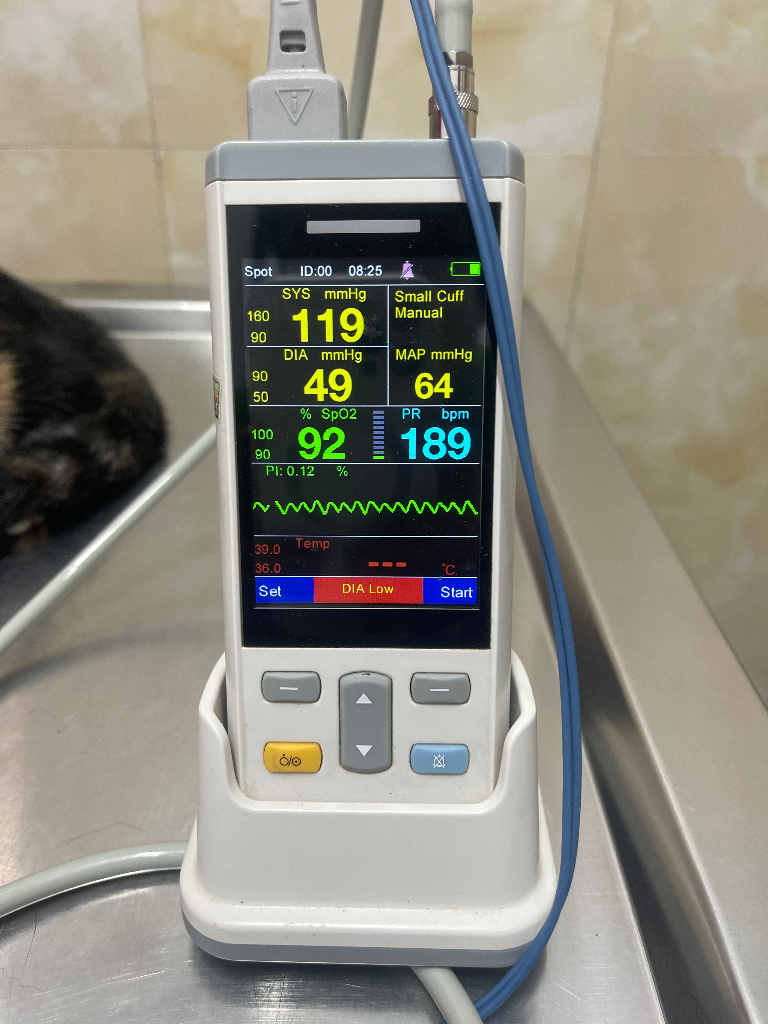 Spot ID:00 08:25
SYS mmHg
160
90
119
Small Cuff
Manual
DIA mmHg
90
50
49
MAP mmHg
64
% SpO2
100
90
92
PR bpm
189
PI: 0.12 %
39.0
36.0
Temp
---
°C
Set
DIA Low
Start